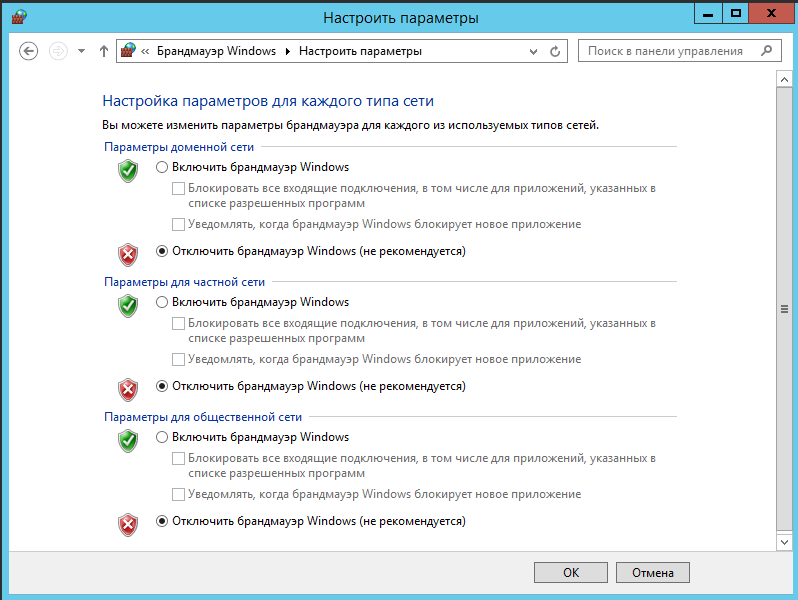 Настроить параметры
« Брандмауэр Windows Настроить параметры
Поиск в панели управления
Настройка параметров для каждого типа сети
Вы можете изменить параметры брандмауэра для каждого из используемых типов сетей.
Параметры доменной сети
Включить брандмауэр Windows
Блокировать все входящие подключения, в том числе для приложений, указанных в
списке разрешенных программ
Уведомлять, когда брандмауэр Windows блокирует новое приложение
Отключить брандмауэр Windows (не рекомендуется)
Параметры для частной сети
Включить брандмауэр Windows
Блокировать все входящие подключения, в том числе для приложений, указанных в
списке разрешенных программ
Уведомлять, когда брандмауэр Windows блокирует новое приложение
Отключить брандмауэр Windows (не рекомендуется)
Параметры для общественной сети
Включить брандмауэр Windows
Блокировать все входящие подключения, в том числе для приложений, указанных в
списке разрешенных программ
Уведомлять, когда брандмауэр Windows блокирует новое приложение
Отключить брандмауэр Windows (не рекомендуется)
ОК Отмена